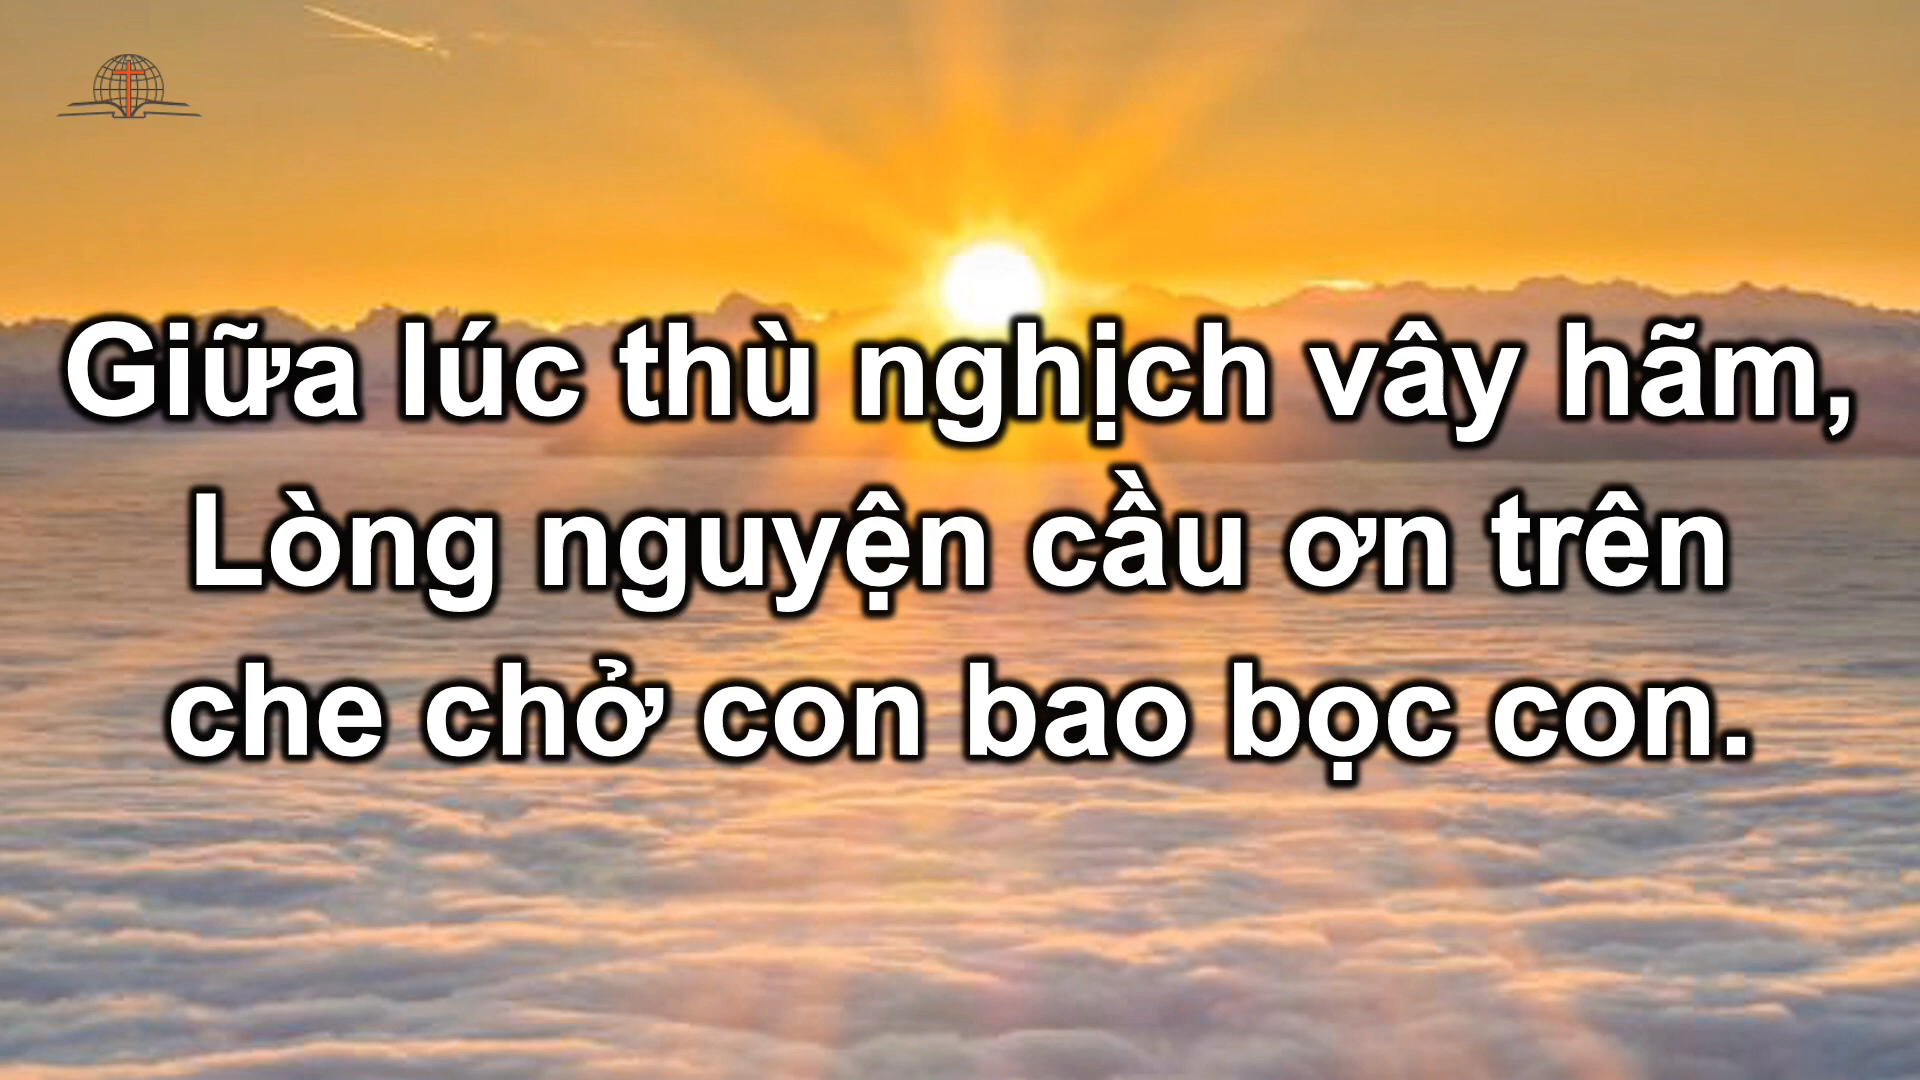 Giữa lúc thù nghịch vây hãm,
Lòng nguyện cầu ơn trên
che chở con bao bọc con.